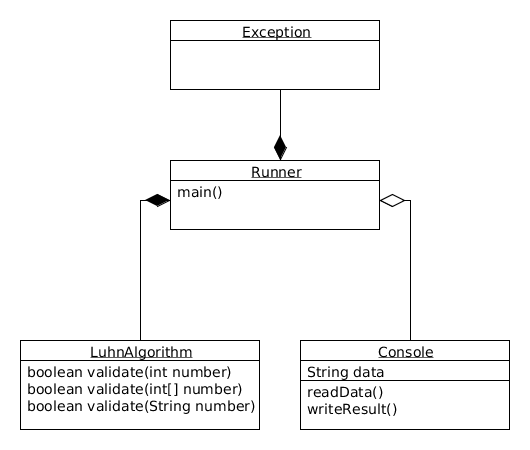 Exception
Runner
main()
LuhnAlgorithm
boolean validate(int number)
boolean validate(int[] number)
boolean validate(String number)
Console
String data
readData()
writeResult()